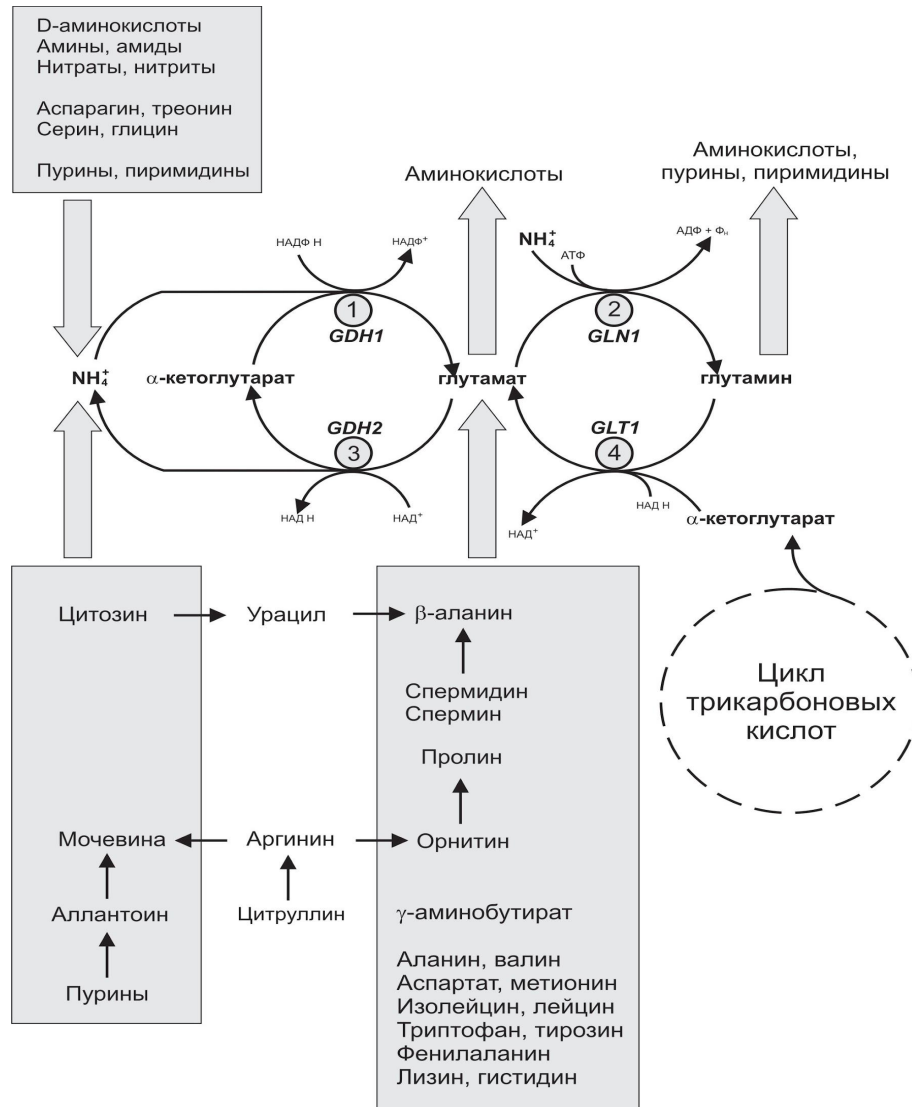 D-аминокислоты
Амины, амиды
Нитраты, нитриты
Аспарагин, треонин
Серин, глицин
Пурины, пиримидины
Аминокислоты
Аминокислоты,
пурины, пиримидины
НАДФ Н
НАДФ⁺
NH₄⁺
АТФ
АДФ + Фн
1
GDH1
2
GLN1
NH₄⁺
α-кетоглутарат
глутамат
глутамин
GDH2
3
GLT1
4
НАД Н
НАД⁺
НАД⁺
НАД Н
α-кетоглутарат
Цитозин
Урацил
β-аланин
Спермидин
Спермин
Пролин
Мочевина
Аргинин
Орнитин
Аллантоин
Цитруллин
Пурины
γ-аминобутират
Аланин, валин
Аспартат, метионин
Изолейцин, лейцин
Триптофан, тирозин
Фенилаланин
Лизин, гистидин
Цикл
трикарбоновых
кислот